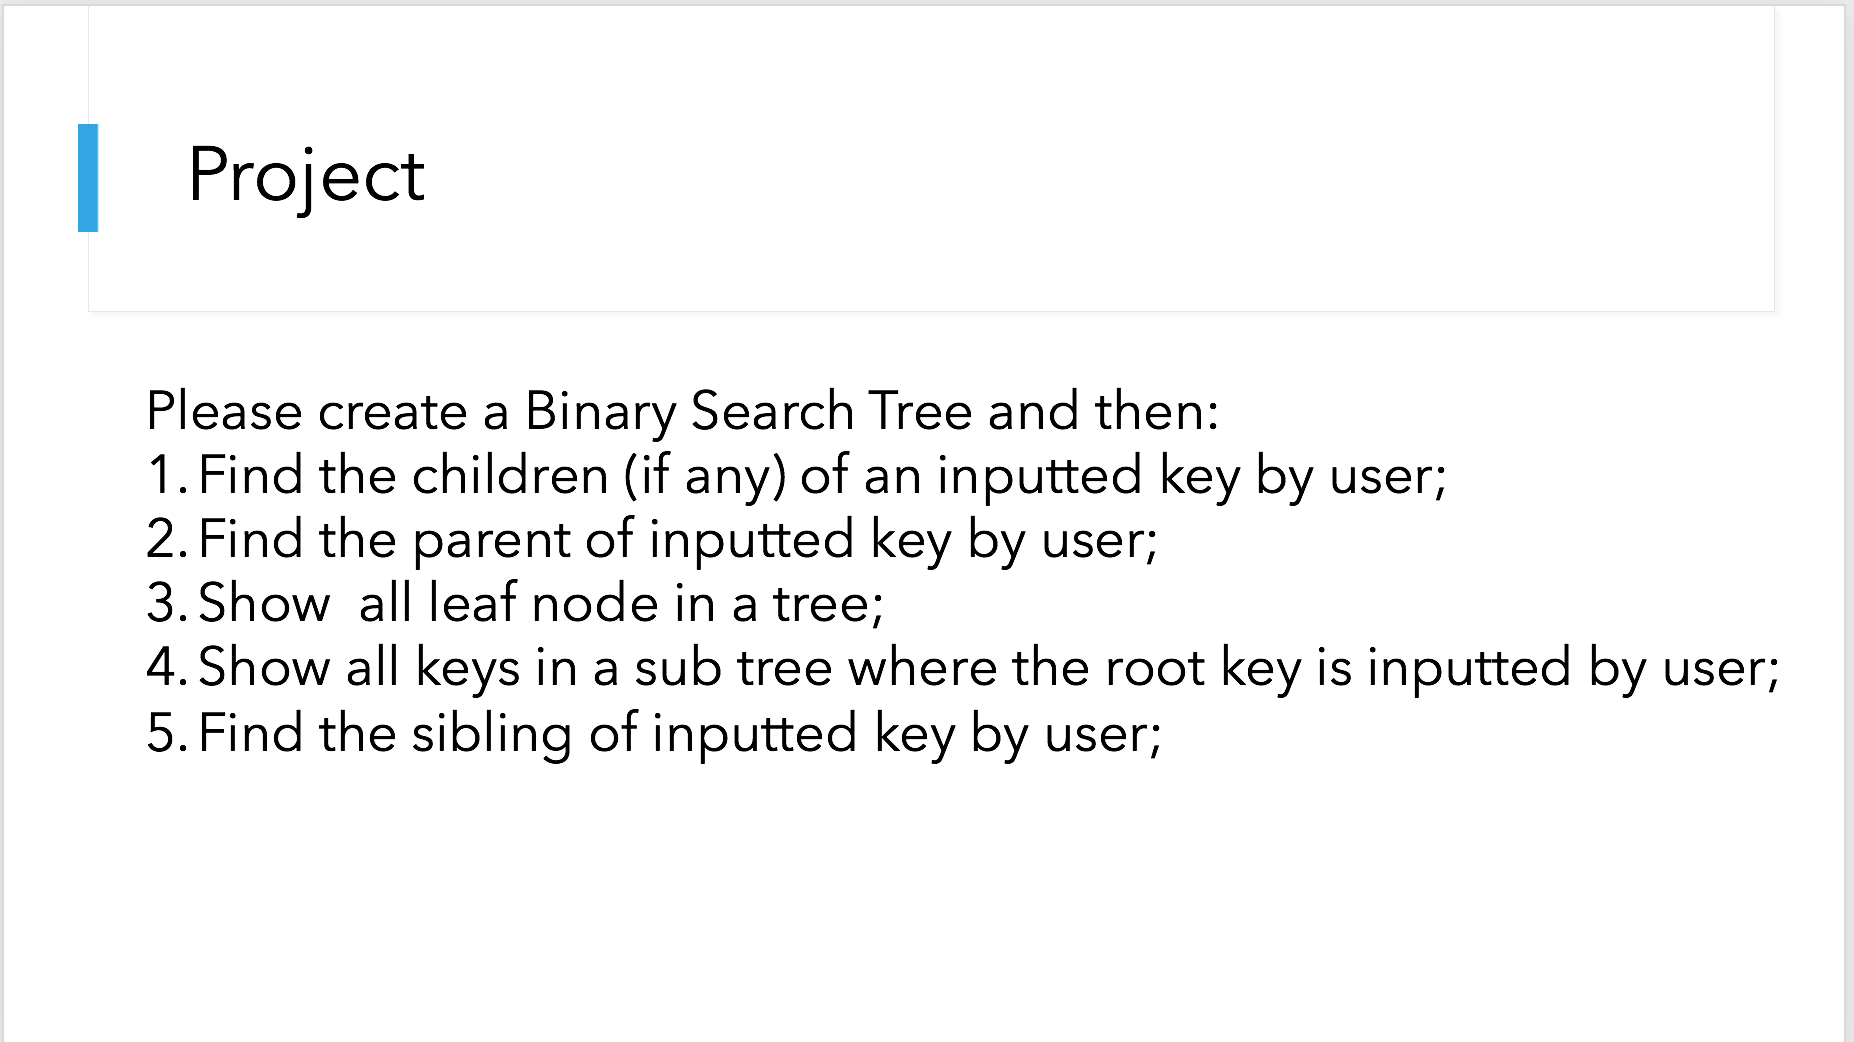 Project
Please create a Binary Search Tree and then:
1. Find the children (if any) of an inputted key by user;
2. Find the parent of inputted key by user;
3. Show  all leaf node in a tree;
4. Show all keys in a sub tree where the root key is inputted by user;
5. Find the sibling of inputted key by user;